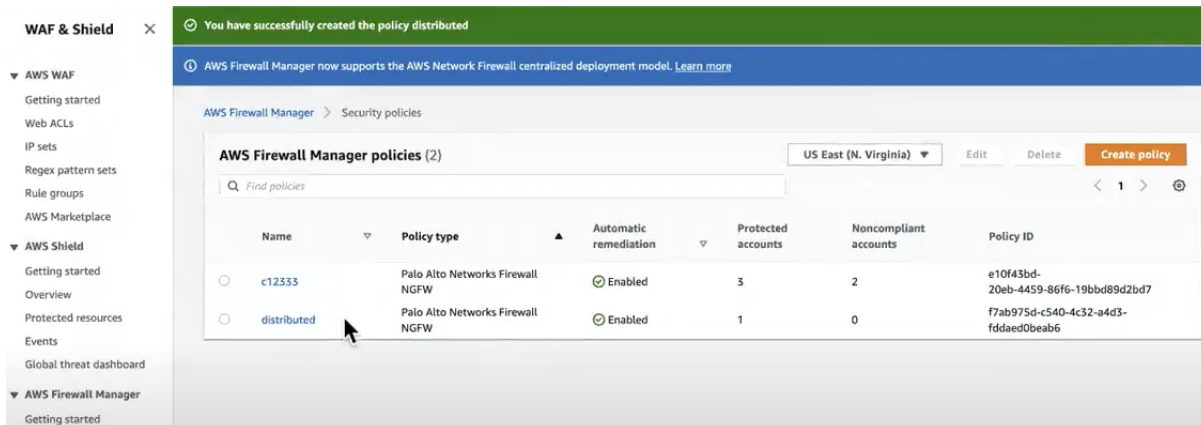 WAF & Shield
AWS WAF
Getting started
Web ACLs
IP sets
Regex pattern sets
Rule groups
AWS Marketplace
AWS Shield
Getting started
Overview
Protected resources
Events
Global threat dashboard
AWS Firewall Manager
Getting started
You have successfully created the policy distributed
AWS Firewall Manager now supports the AWS Network Firewall centralized deployment model. Learn more
AWS Firewall Manager > Security policies
AWS Firewall Manager policies (2)
US East (N. Virginia)
Edit
Delete
Create policy
Find policies
1
Name
Policy type
Automatic
remediation
Protected
accounts
Noncompliant
accounts
Policy ID
c12333
Palo Alto Networks Firewall
NGFW
Enabled
3
2
e10f43bd-
20eb-4459-86f6-19bbd89d2bd7
distributed
Palo Alto Networks Firewall
NGFW
Enabled
1
0
f7ab975d-c540-4c32-a4d3-
fddaed0beab6